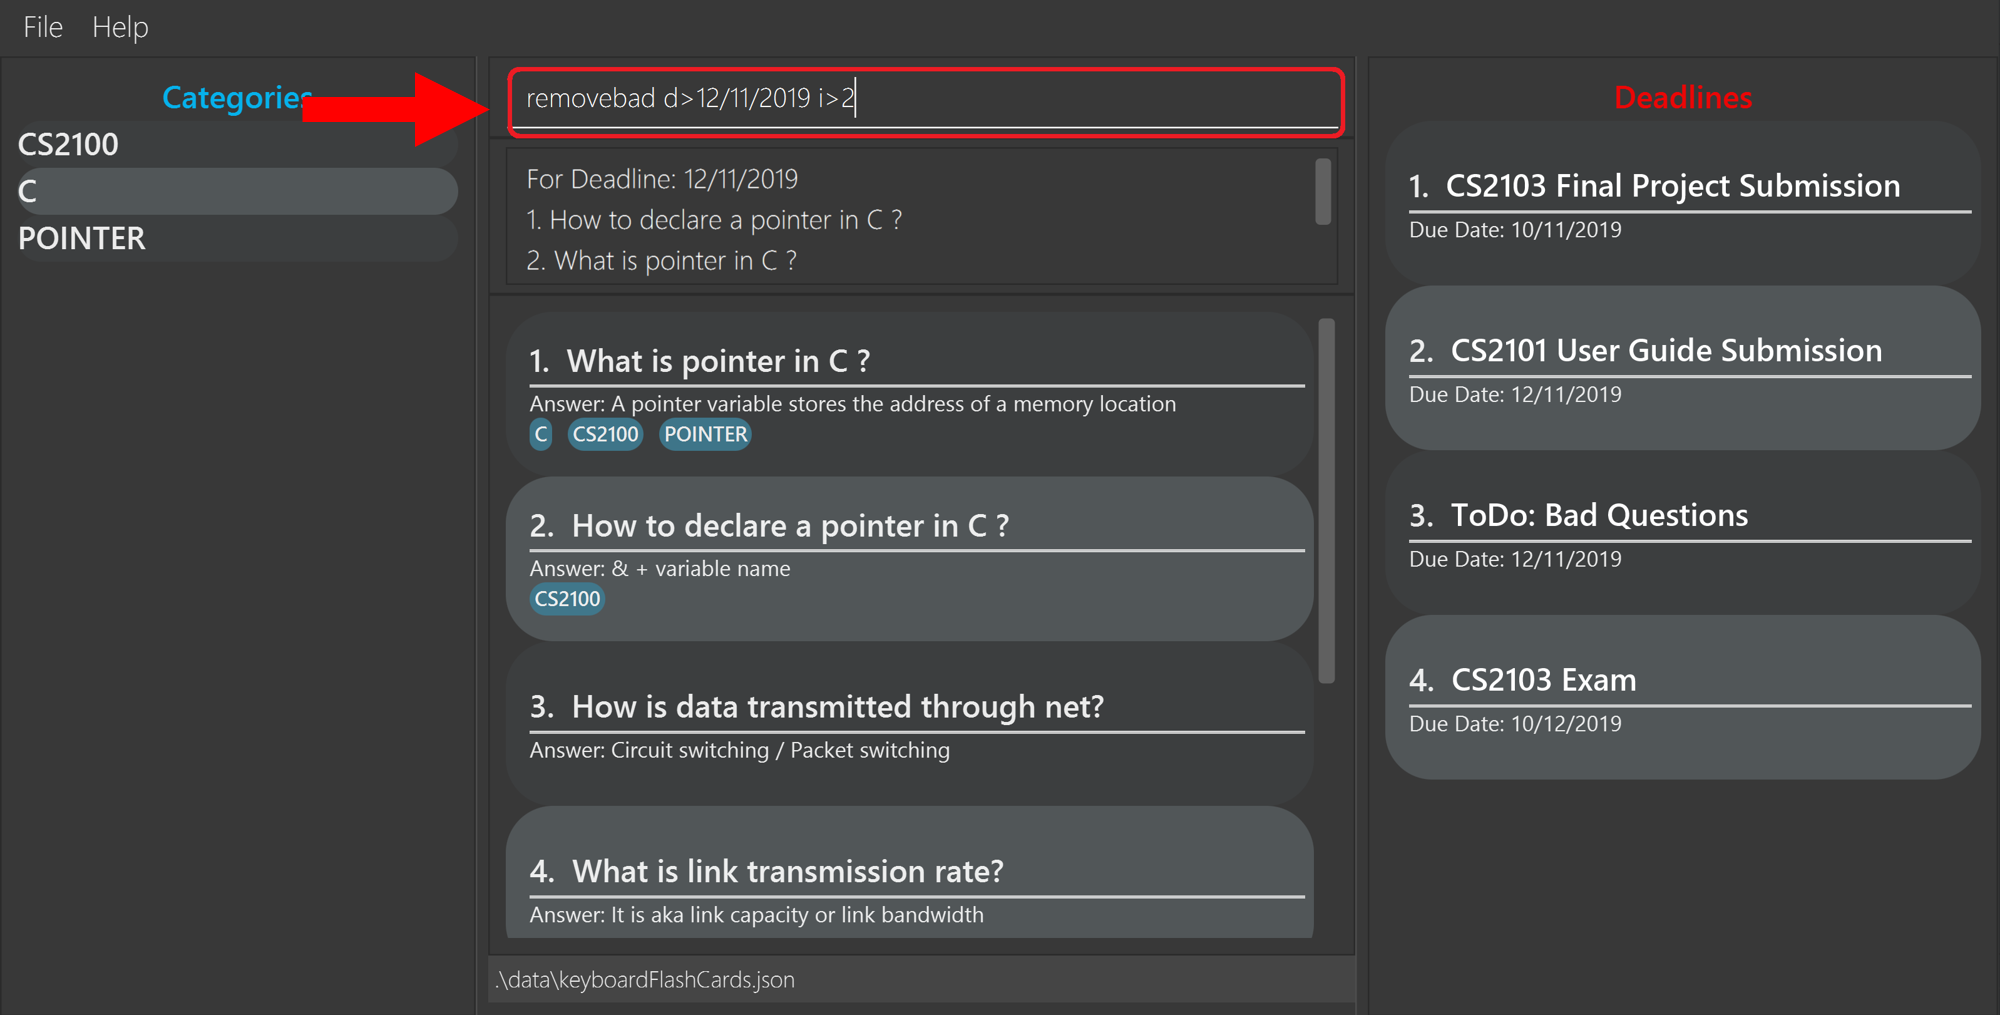 File Help
Categories
CS2100
C
POINTER
removebad d>12/11/2019 i>2
For Deadline: 12/11/2019
1. How to declare a pointer in C ?
2. What is pointer in C ?
1. What is pointer in C ?
Answer: A pointer variable stores the address of a memory location
C CS2100 POINTER
2. How to declare a pointer in C ?
Answer: & + variable name
CS2100
3. How is data transmitted through net?
Answer: Circuit switching / Packet switching
4. What is link transmission rate?
Answer: It is aka link capacity or link bandwidth
.\data\keyboardFlashCards.json
Deadlines
1. CS2103 Final Project Submission
Due Date: 10/11/2019
2. CS2101 User Guide Submission
Due Date: 12/11/2019
3. ToDo: Bad Questions
Due Date: 12/11/2019
4. CS2103 Exam
Due Date: 10/12/2019